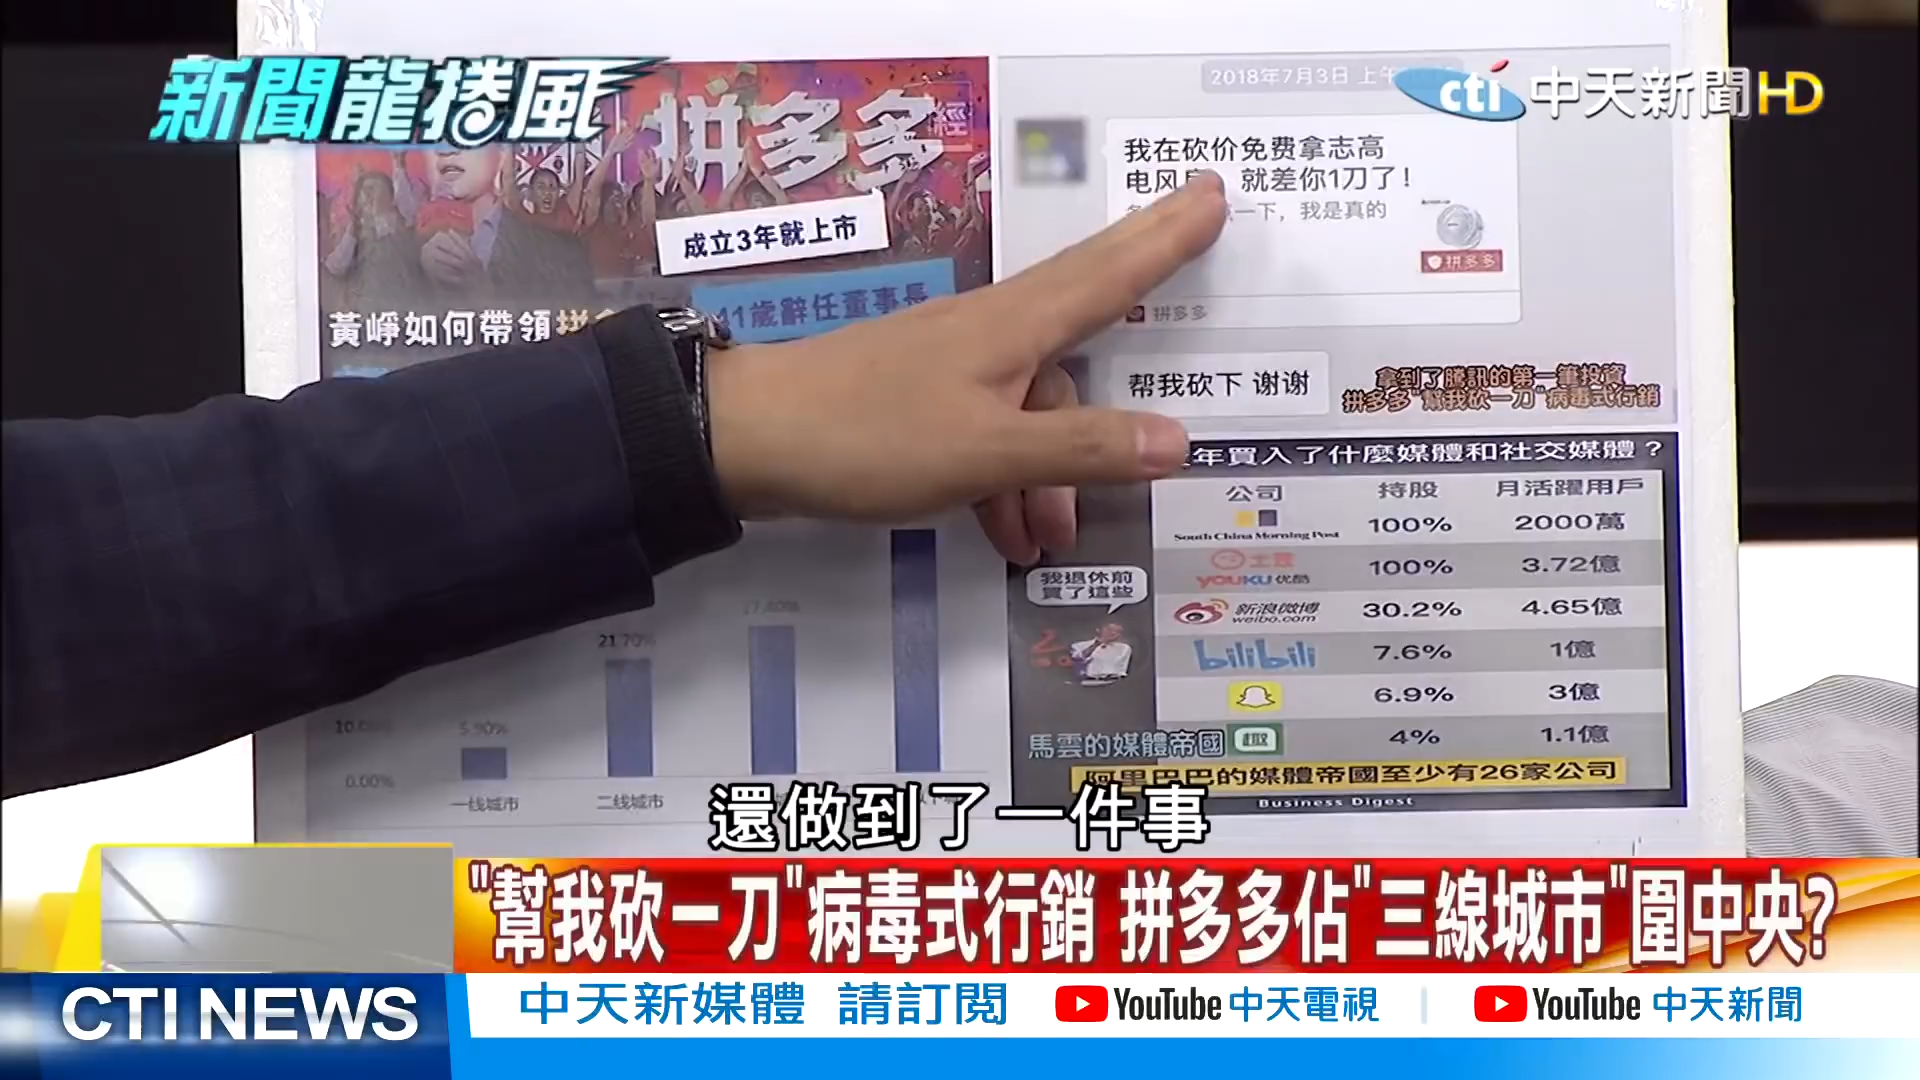 新聞龍捲風
cti 中天新聞HD
拼多多
成立3年就上市
41歲辭任董事長
黃崢如何帶領拼
2018年7月3日 上午
我在砍价免费拿志高
电风扇，就差你1刀了！
一下，我是真的
拼多多
拼多多
帮我砍下 谢谢
拿到了騰訊的第一筆投資
拼多多"幫我砍一刀"病毒式行銷
年買入了什麼媒體和社交媒體？
公司 持股 月活躍用戶
South China Morning Post 100% 2000萬
土豆 YOUKU 优酷 100% 3.72億
新浪微博 weibo.com 30.2% 4.65億
bilibili 7.6% 1億
6.9% 3億
趣 4% 1.1億
我退休前
買了這些
馬雲的媒體帝國
阿里巴巴的媒體帝國至少有26家公司
Business Digest
27.80%
21.70%
10.00%
5.90%
0.00%
一线城市
二线城市
還做到了一件事
"幫我砍一刀"病毒式行銷 拼多多佔"三線城市"圍中央?
CTI NEWS
中天新媒體 請訂閱 YouTube 中天電視 | YouTube 中天新聞